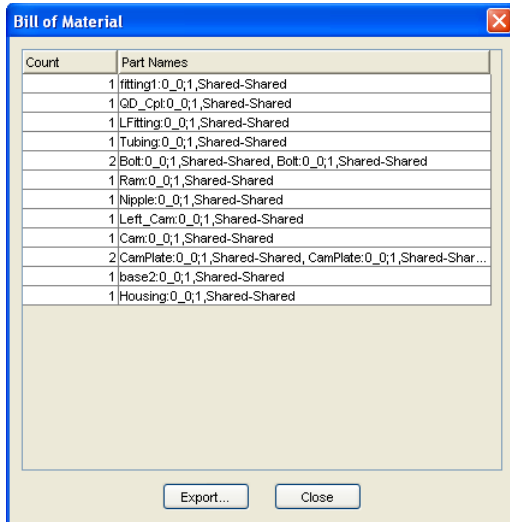 Bill of Material
Count Part Names
1 fitting1:0_0;1,Shared-Shared
1 QD_Cpl:0_0;1,Shared-Shared
1 LFitting:0_0;1,Shared-Shared
1 Tubing:0_0;1,Shared-Shared
2 Bolt:0_0;1,Shared-Shared, Bolt:0_0;1,Shared-Shared
1 Ram:0_0;1,Shared-Shared
1 Nipple:0_0;1,Shared-Shared
1 Left_Cam:0_0;1,Shared-Shared
1 Cam:0_0;1,Shared-Shared
2 CamPlate:0_0;1,Shared-Shared, CamPlate:0_0;1,Shared-Shar...
1 base2:0_0;1,Shared-Shared
1 Housing:0_0;1,Shared-Shared
Export... Close